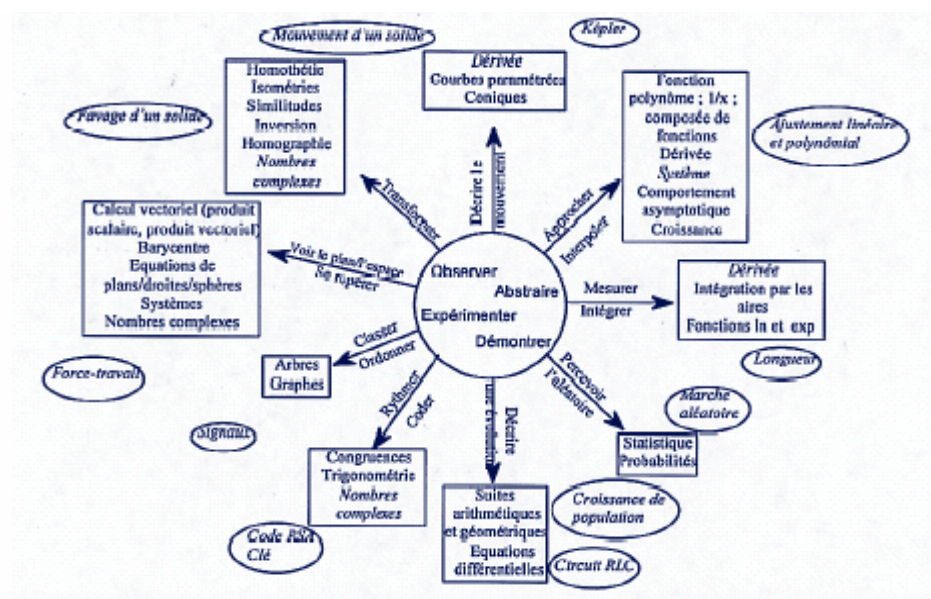 Mouvement d'un solide
Képler
Homothétie
Isométries
Similitudes
Inversion
Homographie
Nombres
complexes
Dérivée
Courbes paramétrées
Coniques
Fonction
polynôme ; 1/x ;
composée de
fonctions
Dérivée
Système
Comportement
asymptotique
Croissance
Pavage d'un solide
Ajustement linéaire
et polynômial
Transformer
Décrire le
mouvement
Approcher
Interpoler
Calcul vectoriel (produit
scalaire, produit vectoriel)
Barycentre
Equations de
plans/droites/sphères
Systèmes
Nombres complexes
Voir le plan/l'espace
Se repérer
Observer
Abstraire
Expérimenter
Démontrer
Mesurer
Intégrer
Dérivée
Intégration par les
aires
Fonctions ln et exp
Longueur
Force-travail
Classer
Ordonner
Arbres
Graphes
Rythmer
Coder
Décrire
une évolution
Percevoir
l'aléatoire
Marche
aléatoire
Statistique
Probabilités
Signaux
Congruences
Trigonométrie
Nombres
complexes
Suites
arithmétiques
et géométriques
Equations
différentielles
Croissance de
population
Code RSA
Clé
Circuit RLC